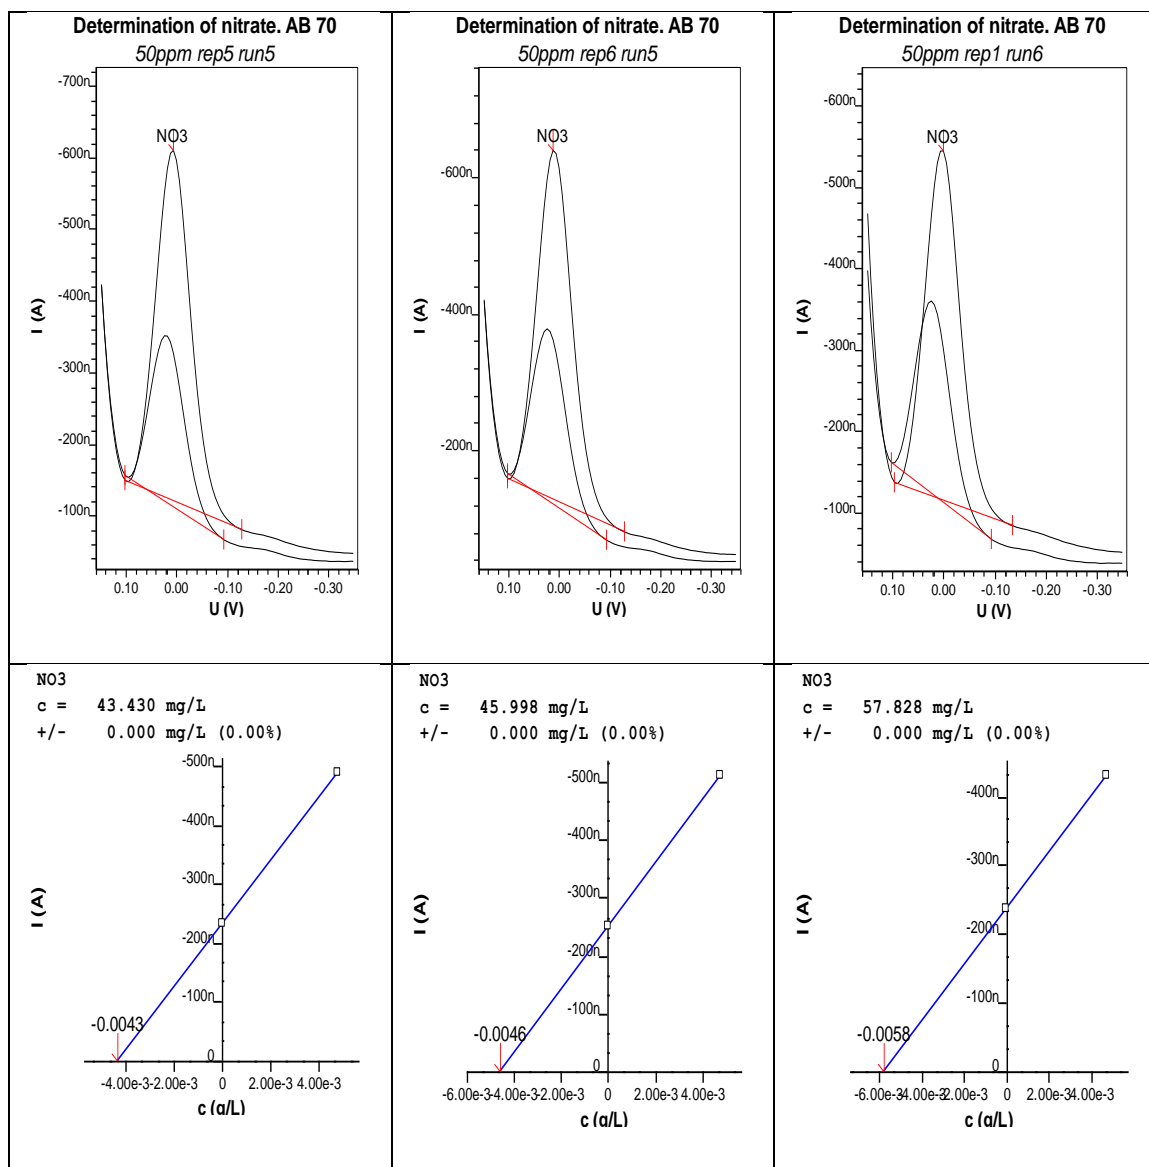 Determination of nitrate. AB 70
50ppm rep5 run5
-700n
-600n
-500n
-400n
-300n
-200n
-100n
NO3
I (A)
0.10 0.00 -0.10 -0.20 -0.30
U (V)
Determination of nitrate. AB 70
50ppm rep6 run5
-600n
-400n
-200n
NO3
I (A)
0.10 0.00 -0.10 -0.20 -0.30
U (V)
Determination of nitrate. AB 70
50ppm rep1 run6
-600n
-500n
-400n
-300n
-200n
-100n
NO3
I (A)
0.10 0.00 -0.10 -0.20 -0.30
U (V)
NO3
c = 43.430 mg/L
+/- 0.000 mg/L (0.00%)
-500n
-400n
-300n
-200n
-100n
0
-0.0043
I (A)
-4.00e-3 -2.00e-3 0 2.00e-3 4.00e-3
c (g/L)
NO3
c = 45.998 mg/L
+/- 0.000 mg/L (0.00%)
-500n
-400n
-300n
-200n
-100n
0
-0.0046
I (A)
-6.00e-3 -4.00e-3 -2.00e-3 0 2.00e-3 4.00e-3
c (g/L)
NO3
c = 57.828 mg/L
+/- 0.000 mg/L (0.00%)
-400n
-300n
-200n
-100n
0
-0.0058
I (A)
-6.00e-3 -4.00e-3 -2.00e-3 0 2.00e-3 4.00e-3
c (g/L)